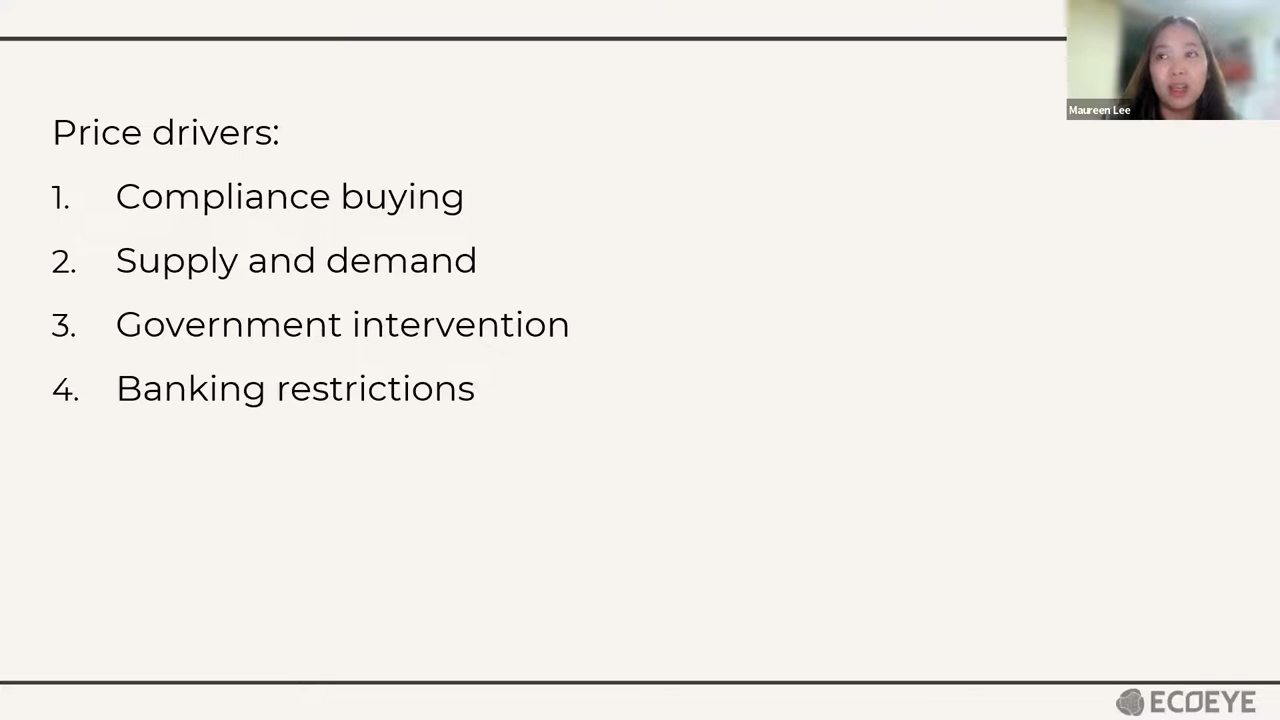 Maureen Lee
Price drivers:
1. Compliance buying
2. Supply and demand
3. Government intervention
4. Banking restrictions
ECOEYE